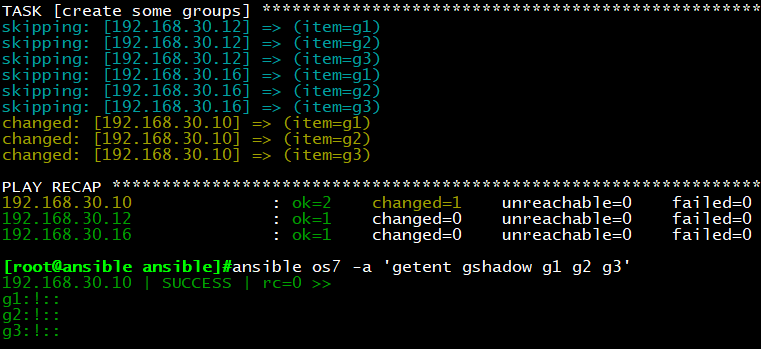 TASK [create some groups] **************************************************
skipping: [192.168.30.12] => (item=g1)
skipping: [192.168.30.12] => (item=g2)
skipping: [192.168.30.12] => (item=g3)
skipping: [192.168.30.16] => (item=g1)
skipping: [192.168.30.16] => (item=g2)
skipping: [192.168.30.16] => (item=g3)
changed: [192.168.30.10] => (item=g1)
changed: [192.168.30.10] => (item=g2)
changed: [192.168.30.10] => (item=g3)
PLAY RECAP *****************************************************************
192.168.30.10 : ok=2 changed=1 unreachable=0 failed=0
192.168.30.12 : ok=1 changed=0 unreachable=0 failed=0
192.168.30.16 : ok=1 changed=0 unreachable=0 failed=0
[root@ansible ansible]#ansible os7 -a 'getent gshadow g1 g2 g3'
192.168.30.10 | SUCCESS | rc=0 >>
g1:!::
g2:!::
g3:!::